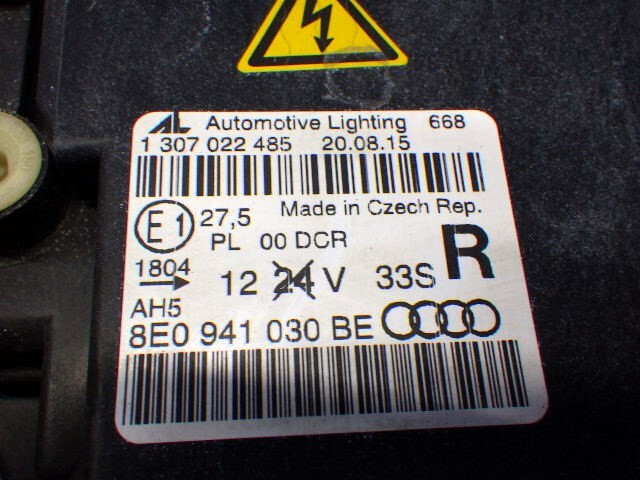 AL Automotive Lighting 668
1 307 022 485 20.08.15
E1 27,5 Made in Czech Rep.
PL 00 DCR R
1804 12 24 V 33S
AH5
8E0 941 030 BE